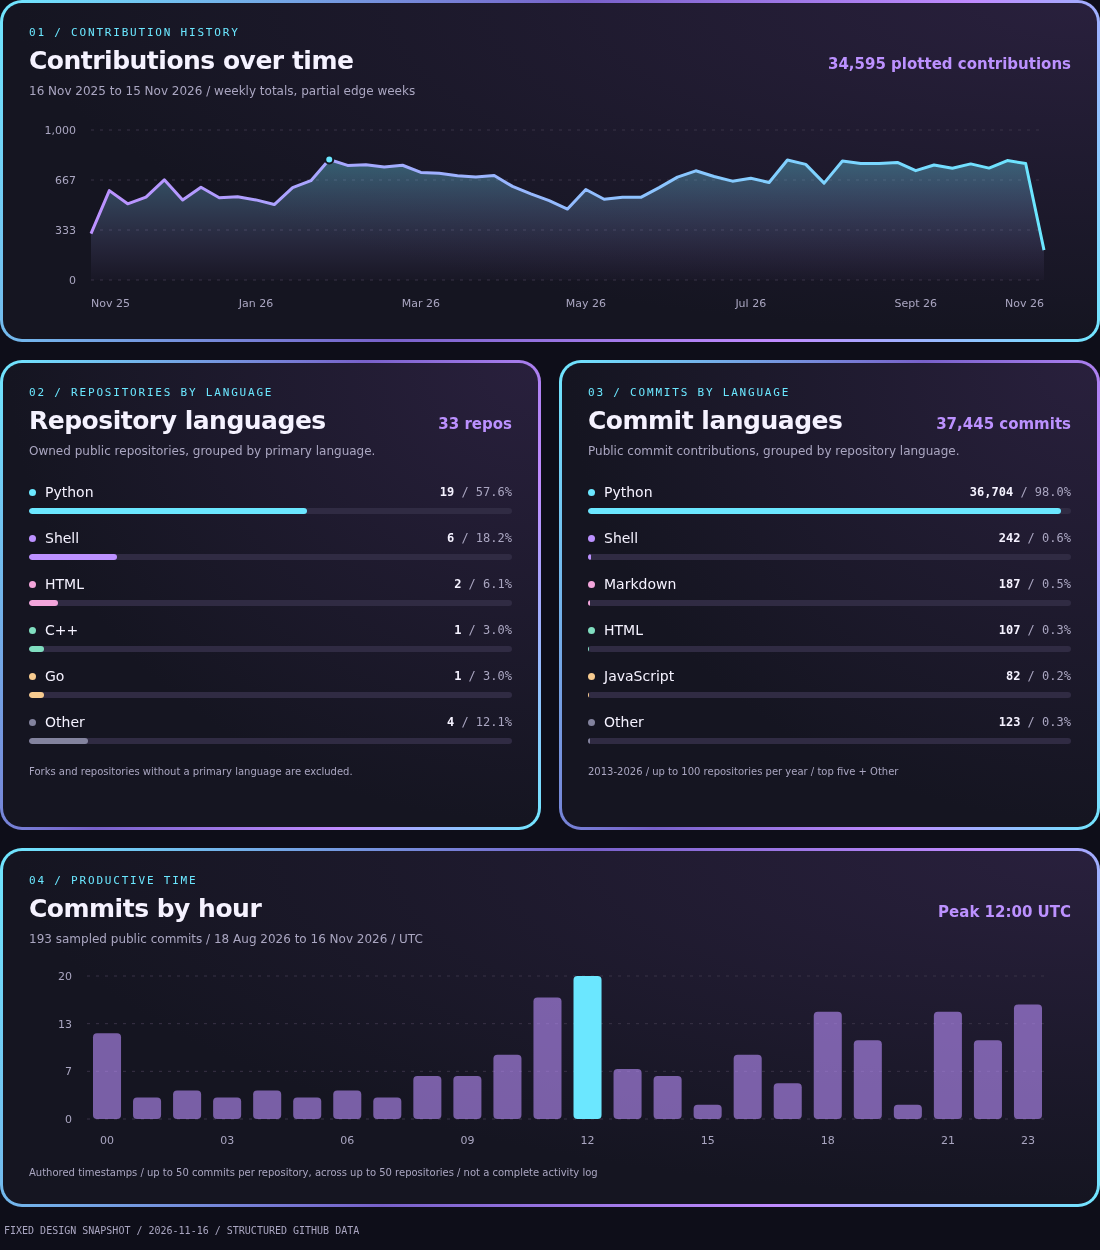 01 / CONTRIBUTION HISTORY
Contributions over time
34,595 plotted contributions
16 Nov 2025 to 15 Nov 2026 / weekly totals, partial edge weeks
1,000
667
333
0
Nov 25 Jan 26 Mar 26 May 26 Jul 26 Sept 26 Nov 26
02 / REPOSITORIES BY LANGUAGE
Repository languages
33 repos
Owned public repositories, grouped by primary language.
Python 19 / 57.6%
Shell 6 / 18.2%
HTML 2 / 6.1%
C++ 1 / 3.0%
Go 1 / 3.0%
Other 4 / 12.1%
Forks and repositories without a primary language are excluded.
03 / COMMITS BY LANGUAGE
Commit languages
37,445 commits
Public commit contributions, grouped by repository language.
Python 36,704 / 98.0%
Shell 242 / 0.6%
Markdown 187 / 0.5%
HTML 107 / 0.3%
JavaScript 82 / 0.2%
Other 123 / 0.3%
2013-2026 / up to 100 repositories per year / top five + Other
04 / PRODUCTIVE TIME
Commits by hour
Peak 12:00 UTC
193 sampled public commits / 18 Aug 2026 to 16 Nov 2026 / UTC
20
13
7
0
00 03 06 09 12 15 18 21 23
Authored timestamps / up to 50 commits per repository, across up to 50 repositories / not a complete activity log
FIXED DESIGN SNAPSHOT / 2026-11-16 / STRUCTURED GITHUB DATA